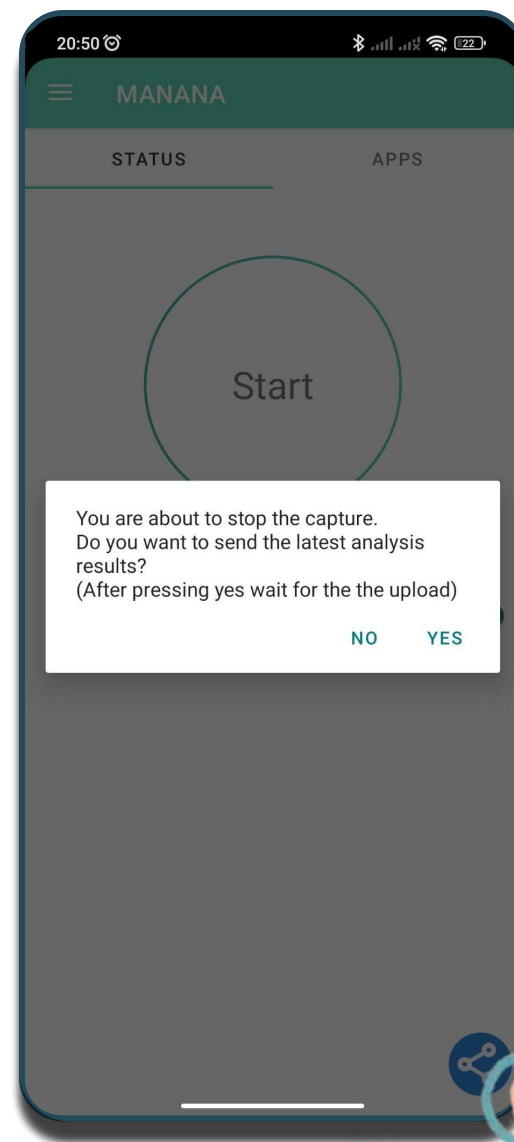 20:50
22
MANANA
STATUS APPS
Start
You are about to stop the capture.
Do you want to send the latest analysis
results?
(After pressing yes wait for the the upload)
NO YES